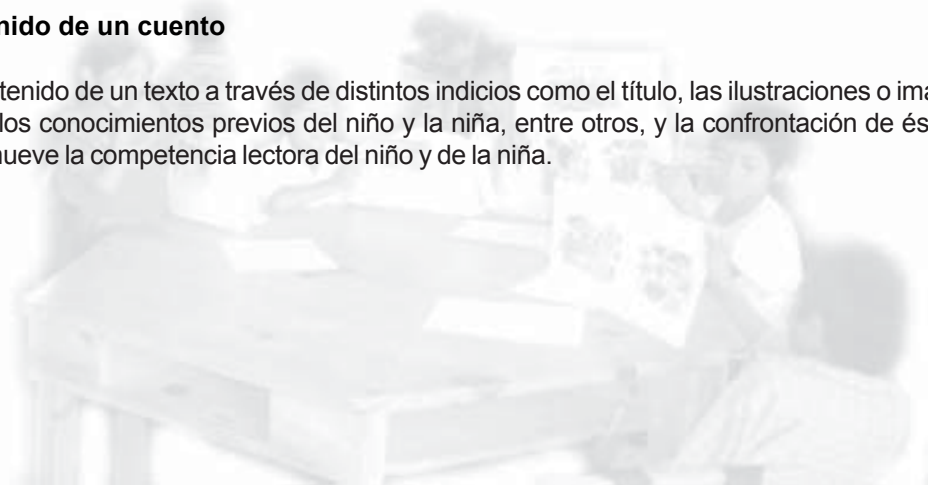 nido de un cuento
tenido de un texto a través de distintos indicios como el título, las ilustraciones o ima
los conocimientos previos del niño y la niña, entre otros, y la confrontación de és
nueve la competencia lectora del niño y de la niña.